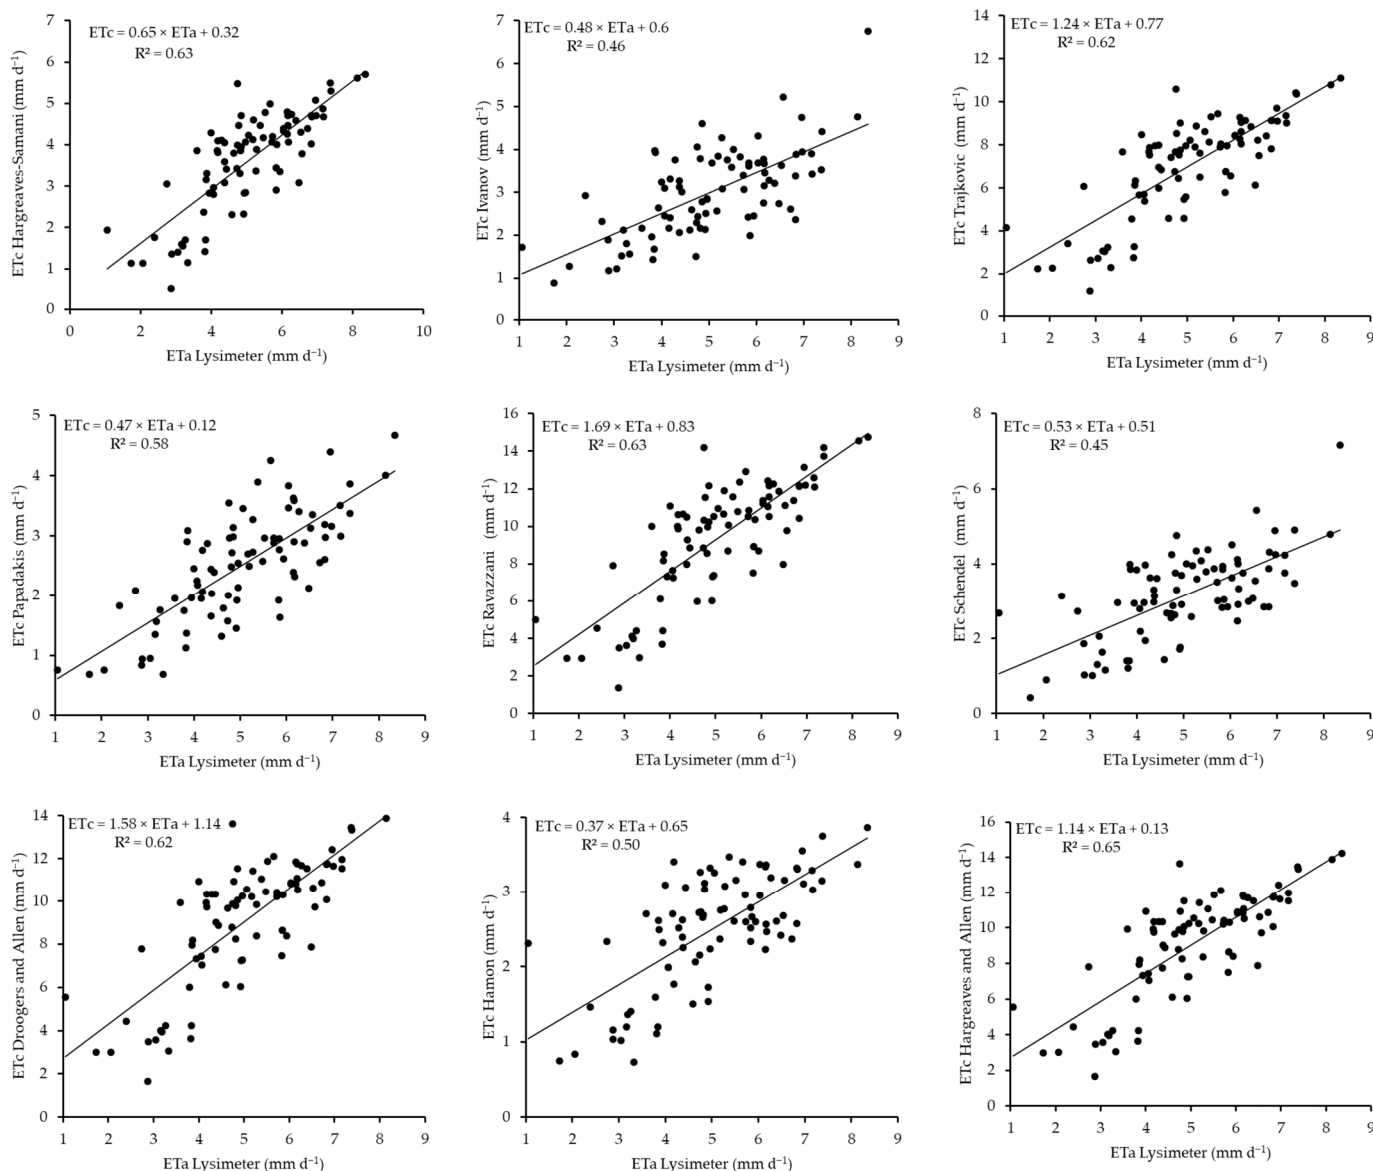 ETc = 0.65 × ETa + 0.32
R² = 0.63
ETc Hargreaves-Samani (mm d⁻¹)
7
6
5
4
3
2
1
0
0 2 4 6 8 10
ETa Lysimeter (mm d⁻¹)
ETc = 0.48 × ETa + 0.6
R² = 0.46
ETc Ivanov (mm d⁻¹)
7
6
5
4
3
2
1
0
1 2 3 4 5 6 7 8 9
ETa Lysimeter (mm d⁻¹)
ETc = 1.24 × ETa + 0.77
R² = 0.62
ETc Trajkovic (mm d⁻¹)
14
12
10
8
6
4
2
0
1 2 3 4 5 6 7 8 9
ETa Lysimeter (mm d⁻¹)
ETc = 0.47 × ETa + 0.12
R² = 0.58
ETc Papadakis (mm d⁻¹)
5
4
3
2
1
0
1 2 3 4 5 6 7 8 9
ETa Lysimeter (mm d⁻¹)
ETc = 1.69 × ETa + 0.83
R² = 0.63
ETc Ravazzani (mm d⁻¹)
16
14
12
10
8
6
4
2
0
1 2 3 4 5 6 7 8 9
ETa Lysimeter (mm d⁻¹)
ETc = 0.53 × ETa + 0.51
R² = 0.45
ETc Schendel (mm d⁻¹)
8
6
4
2
0
1 2 3 4 5 6 7 8 9
ETa Lysimeter (mm d⁻¹)
ETc = 1.58 × ETa + 1.14
R² = 0.62
ETc Droogers and Allen (mm d⁻¹)
14
12
10
8
6
4
2
0
1 2 3 4 5 6 7 8 9
ETa Lysimeter (mm d⁻¹)
ETc = 0.37 × ETa + 0.65
R² = 0.50
ETc Hamon (mm d⁻¹)
4
3
2
1
0
1 2 3 4 5 6 7 8 9
ETa Lysimeter (mm d⁻¹)
ETc = 1.14 × ETa + 0.13
R² = 0.65
ETc Hargreaves and Allen (mm d⁻¹)
16
14
12
10
8
6
4
2
0
1 2 3 4 5 6 7 8 9
ETa Lysimeter (mm d⁻¹)